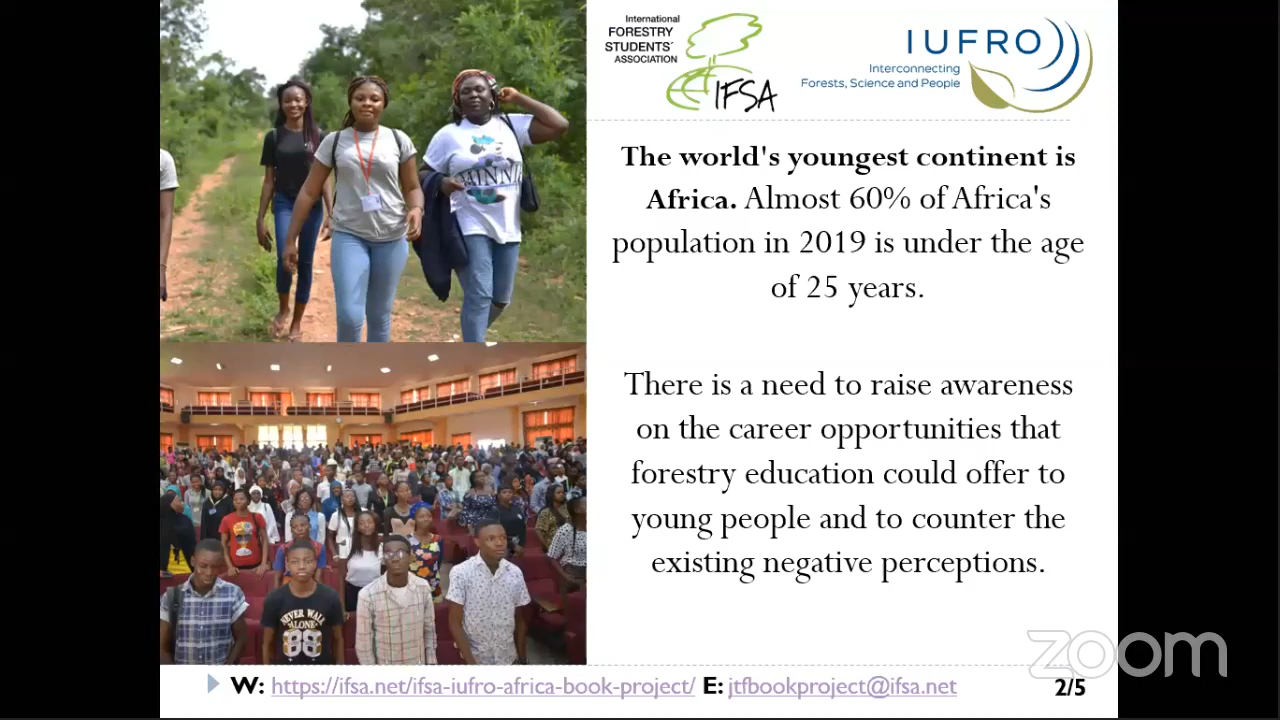 International
FORESTRY
STUDENTS'
ASSOCIATION
IFSA
IUFRO
Interconnecting
Forests, Science and People
The world's youngest continent is
Africa. Almost 60% of Africa's
population in 2019 is under the age
of 25 years.
There is a need to raise awareness
on the career opportunities that
forestry education could offer to
young people and to counter the
existing negative perceptions.
MINNIE
NEVER WALK
ALONE
88
W: https://ifsa.net/ifsa-iufro-africa-book-project/ E: jtfbookproject@ifsa.net
2/5
zoom